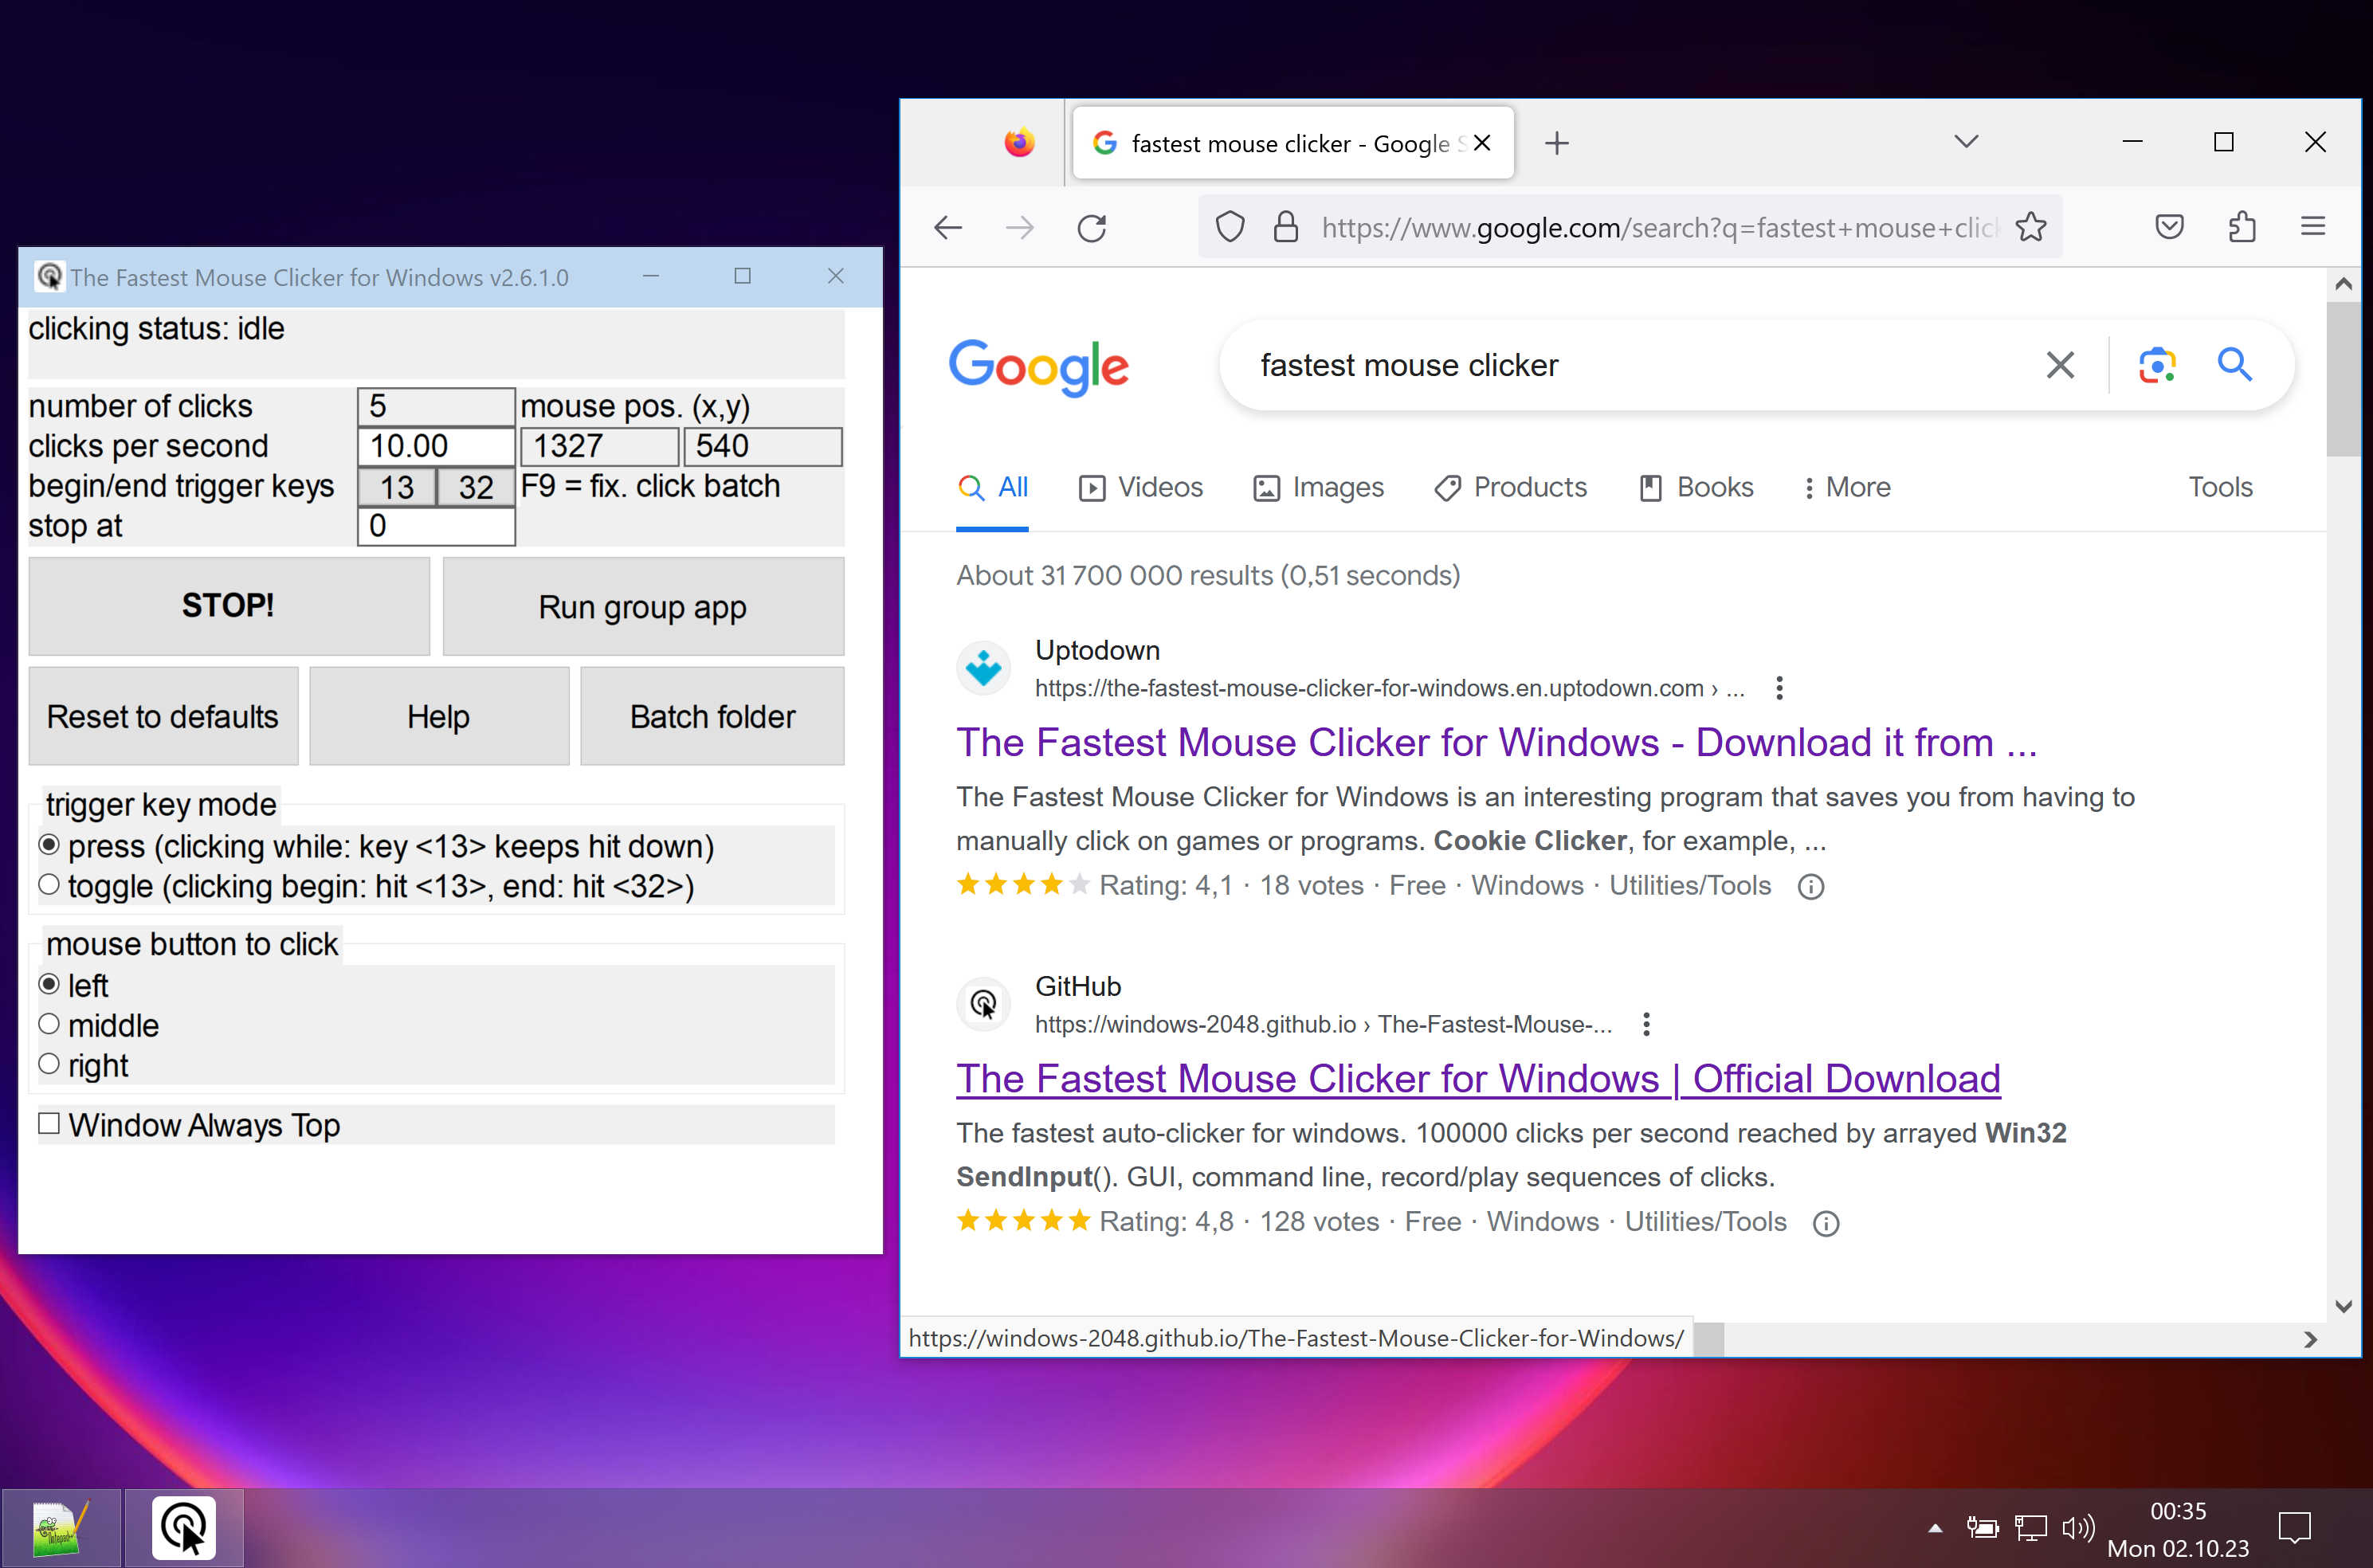 The Fastest Mouse Clicker for Windows v2.6.1.0
clicking status: idle
number of clicks 5 mouse pos. (x,y)
clicks per second 10.00 1327 540
begin/end trigger keys 13 32 F9 = fix. click batch
stop at 0
STOP! Run group app
Reset to defaults Help Batch folder
trigger key mode
press (clicking while: key <13> keeps hit down)
toggle (clicking begin: hit <13>, end: hit <32>)
mouse button to click
left
middle
right
Window Always Top
fastest mouse clicker - Google S
https://www.google.com/search?q=fastest+mouse+clic
Google fastest mouse clicker
All Videos Images Products Books More Tools
About 31 700 000 results (0,51 seconds)
Uptodown
https://the-fastest-mouse-clicker-for-windows.en.uptodown.com › ...
The Fastest Mouse Clicker for Windows - Download it from ...
The Fastest Mouse Clicker for Windows is an interesting program that saves you from having to
manually click on games or programs. Cookie Clicker, for example, ...
Rating: 4,1 · 18 votes · Free · Windows · Utilities/Tools
GitHub
https://windows-2048.github.io › The-Fastest-Mouse-...
The Fastest Mouse Clicker for Windows | Official Download
The fastest auto-clicker for windows. 100000 clicks per second reached by arrayed Win32
SendInput(). GUI, command line, record/play sequences of clicks.
Rating: 4,8 · 128 votes · Free · Windows · Utilities/Tools
https://windows-2048.github.io/The-Fastest-Mouse-Clicker-for-Windows/
00:35
Mon 02.10.23